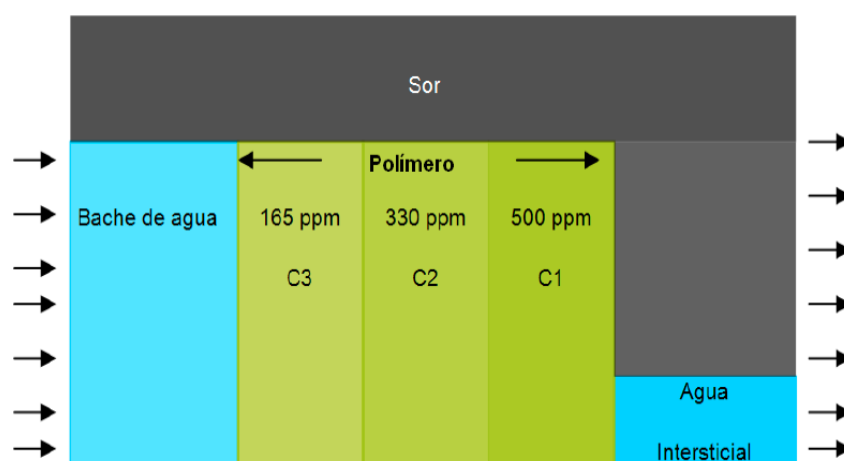 Sor
Polímero
Bache de agua 165 ppm 330 ppm 500 ppm
C3 C2 C1
Agua
Intersticial